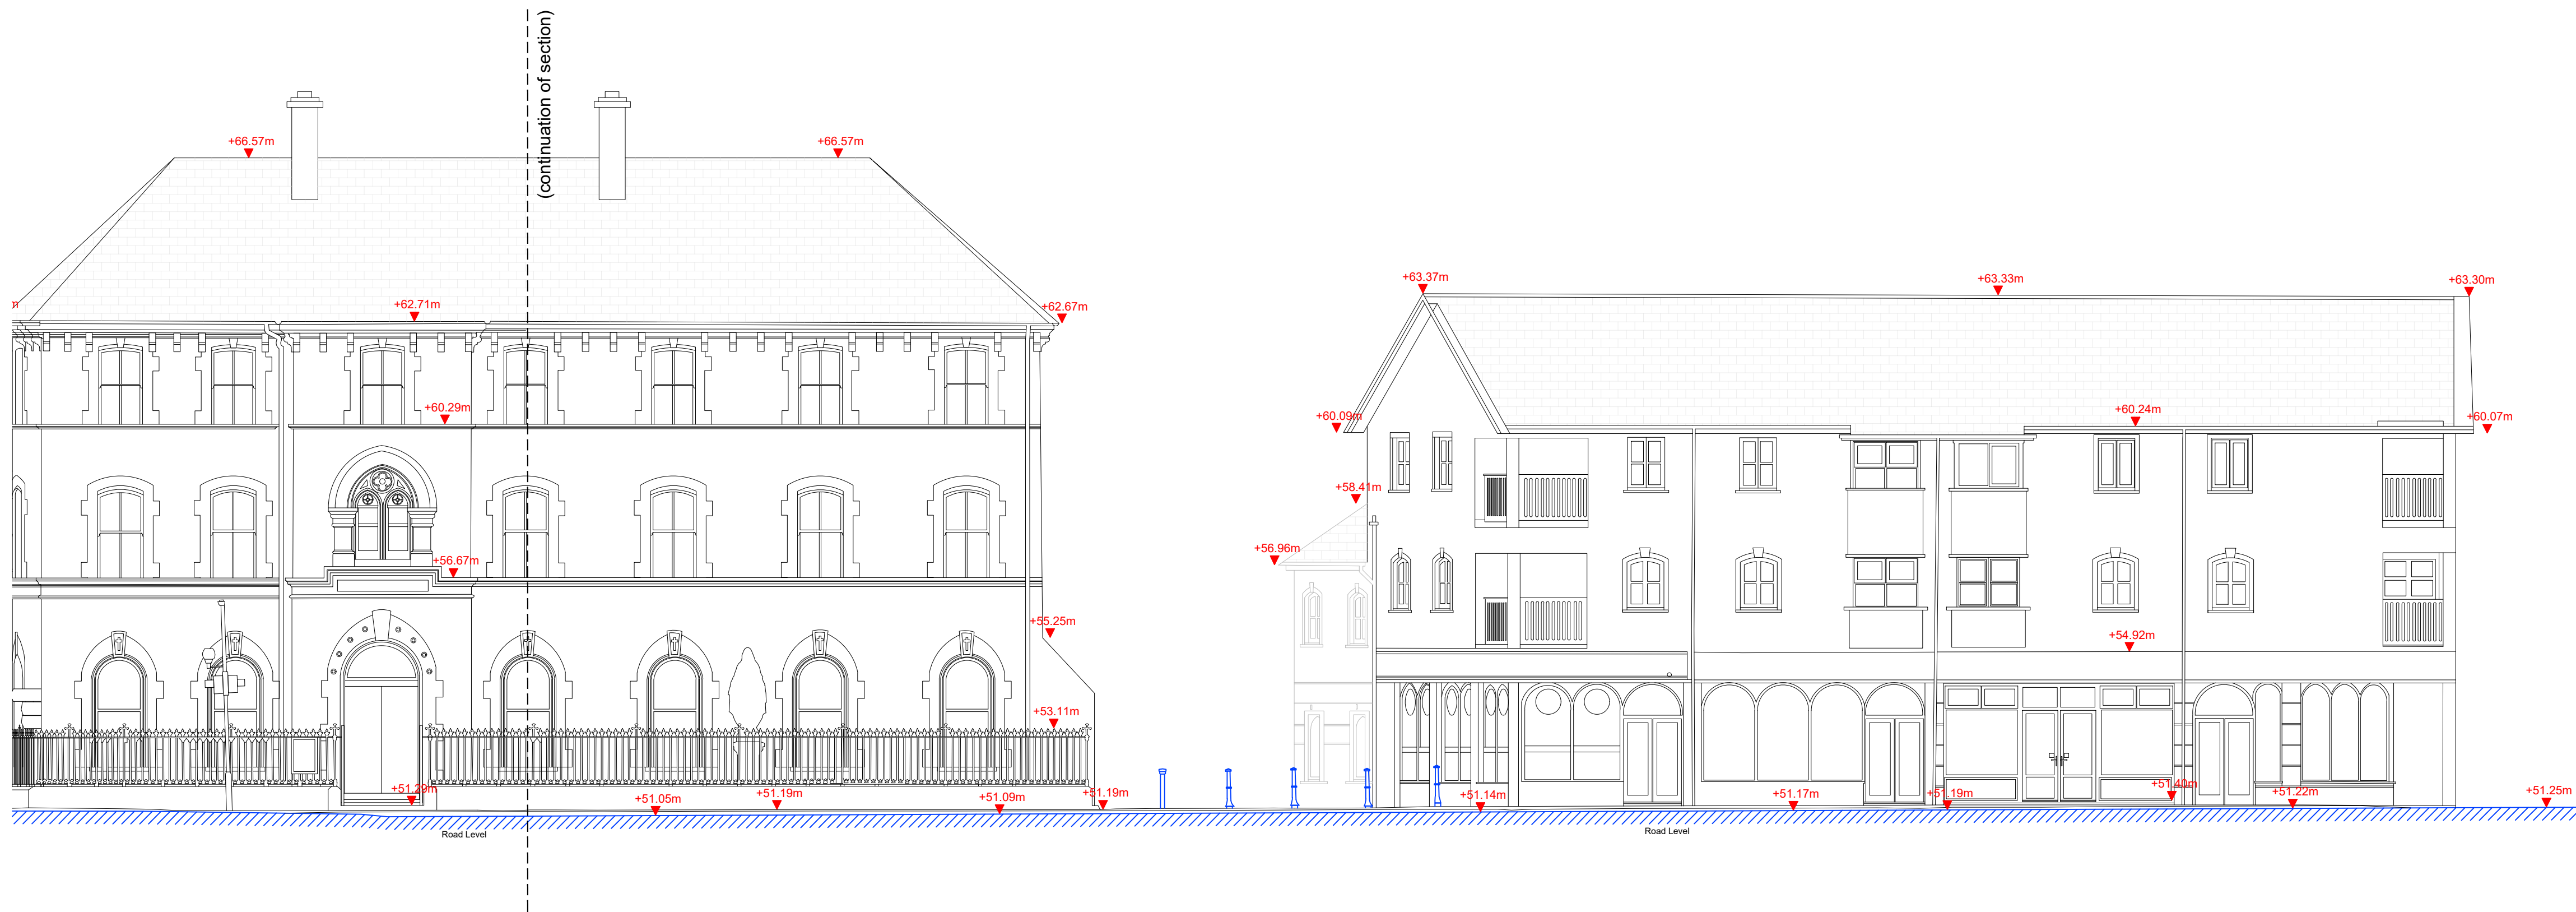 (continuation of section)
+66.57m
+66.57m
+63.37m
+63.33m
+63.30m
m
+62.71m
+62.67m
+60.29m
+60.09m
+60.24m
+60.07m
+58.41m
+56.67m
+56.96m
+55.25m
+54.92m
+53.11m
+51.29m
+51.05m
+51.19m
+51.09m
+51.19m
+51.14m
+51.17m
+51.19m
+51.40m
+51.22m
+51.25m
Road Level
Road Level